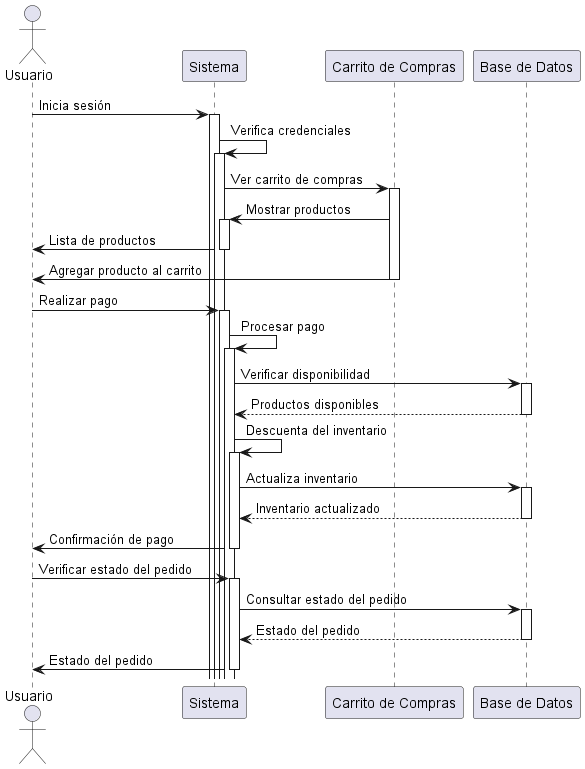 Usuario
Sistema
Carrito de Compras
Base de Datos
Inicia sesión
Verifica credenciales
Ver carrito de compras
Mostrar productos
Lista de productos
Agregar producto al carrito
Realizar pago
Procesar pago
Verificar disponibilidad
Productos disponibles
Descuenta del inventario
Actualiza inventario
Inventario actualizado
Confirmación de pago
Verificar estado del pedido
Consultar estado del pedido
Estado del pedido
Estado del pedido
Usuario
Sistema
Carrito de Compras
Base de Datos